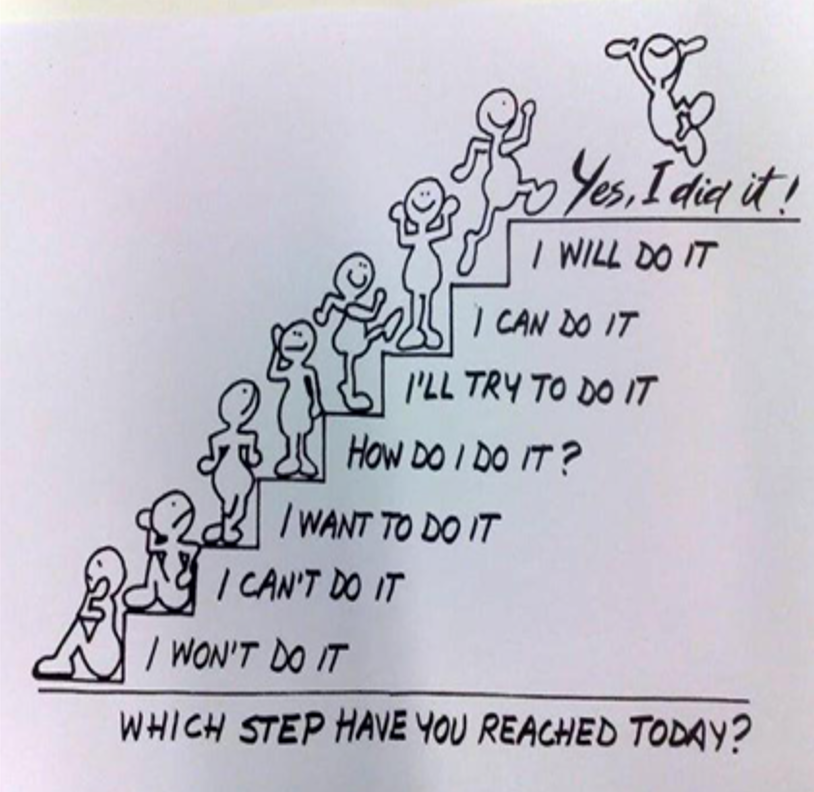 Yes, I did it!
I WILL DO IT
I CAN DO IT
I'LL TRY TO DO IT
HOW DO I DO IT?
I WANT TO DO IT
I CAN'T DO IT
I WON'T DO IT
WHICH STEP HAVE YOU REACHED TODAY?